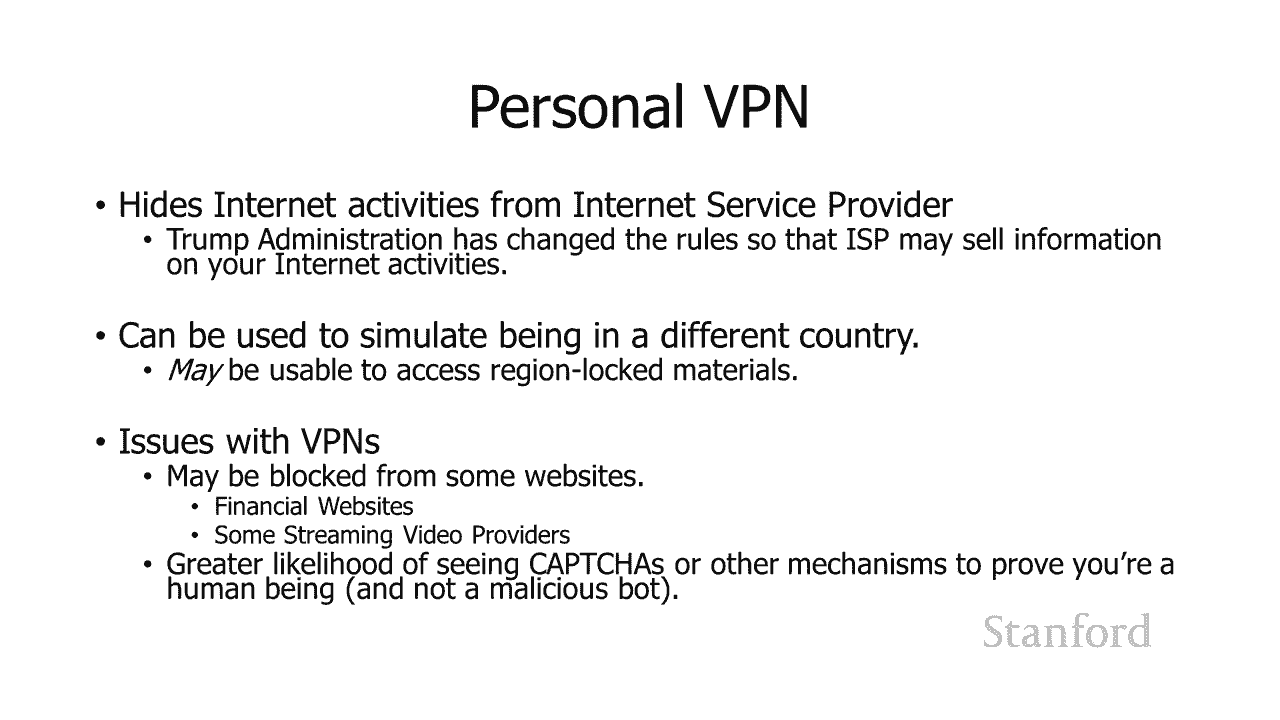 Personal VPN
• Hides Internet activities from Internet Service Provider
• Trump Administration has changed the rules so that ISP may sell information
on your Internet activities.
• Can be used to simulate being in a different country.
• May be usable to access region-locked materials.
• Issues with VPNs
• May be blocked from some websites.
• Financial Websites
• Some Streaming Video Providers
• Greater likelihood of seeing CAPTCHAs or other mechanisms to prove you’re a
human being (and not a malicious bot).
Stanford